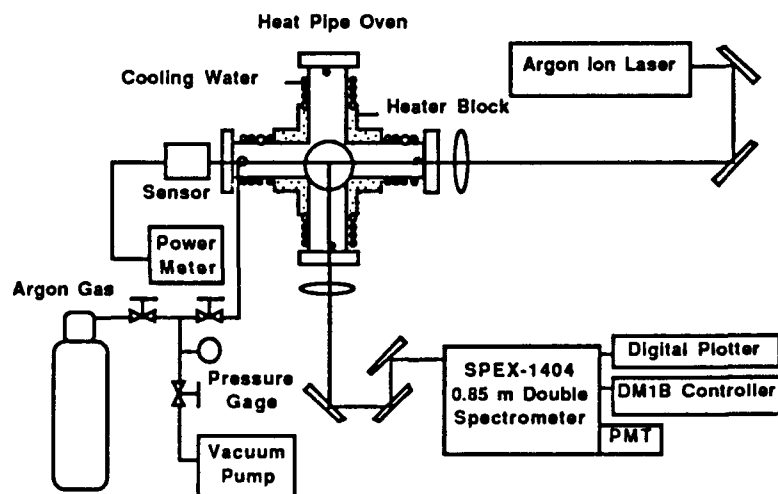 Heat Pipe Oven
Cooling Water
Argon Ion Laser
Heater Block
Sensor
Power
Meter
Argon Gas
Pressure
Gage
Vacuum
Pump
SPEX-1404
0.85 m Double
Spectrometer
Digital Plotter
DM1B Controller
PMT